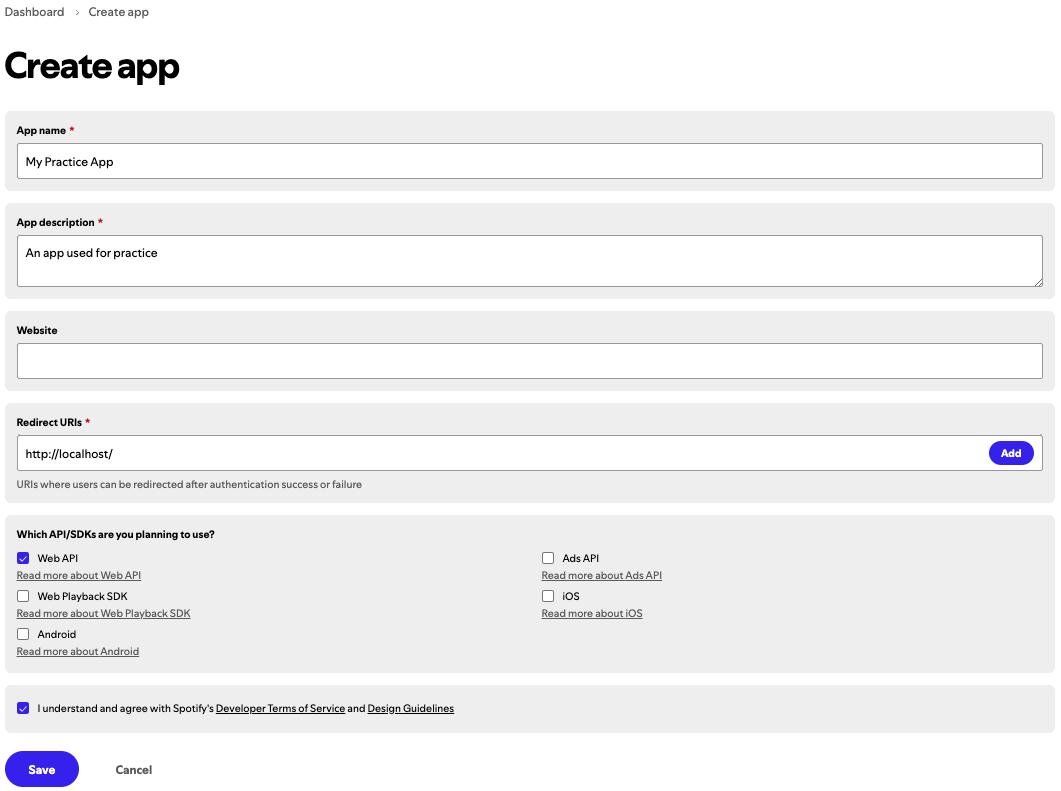 Dashboard › Create app
Create app
App name *
My Practice App
App description *
An app used for practice
Website
Redirect URIs *
http://localhost/
Add
URIs where users can be redirected after authentication success or failure
Which API/SDKs are you planning to use?
Web API
Read more about Web API
Web Playback SDK
Read more about Web Playback SDK
Android
Read more about Android
Ads API
Read more about Ads API
iOS
Read more about iOS
I understand and agree with Spotify's Developer Terms of Service and Design Guidelines
Save
Cancel